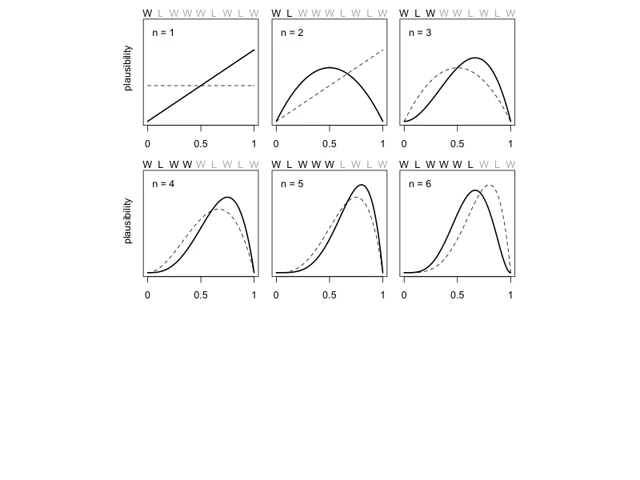 W L W W W L W L W W L W W W L W L W W L W W W L W L W
n = 1 n = 2 n = 3
plausibility
0 0.5 1 0 0.5 1 0 0.5 1
W L W W W L W L W W L W W W L W L W W L W W W L W L W
n = 4 n = 5 n = 6
plausibility
0 0.5 1 0 0.5 1 0 0.5 1